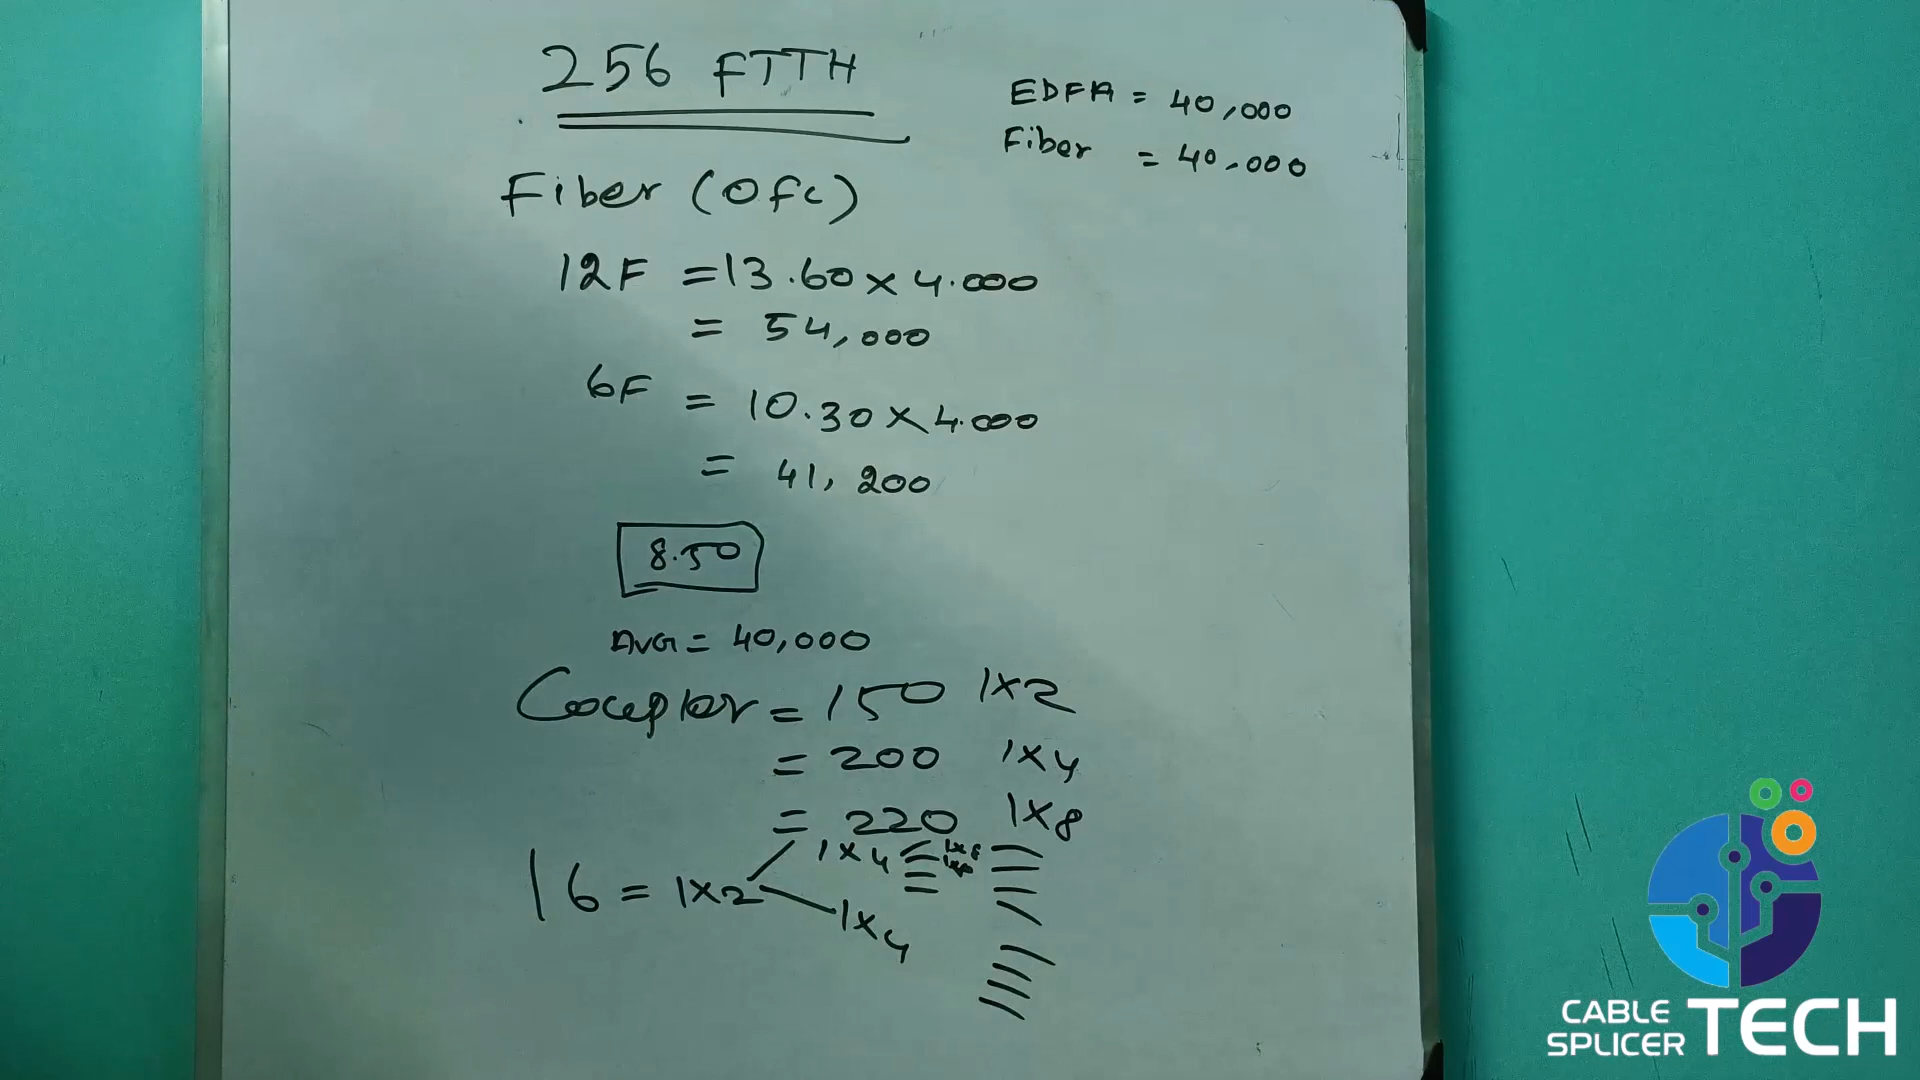 256 FTTH
EDFA = 40,000
Fiber = 40,000
Fiber (Ofc)
12F = 13.60 x 4.000
= 54,000
6F = 10.30 x 4.000
= 41, 200
8.50
AVG = 40,000
Coupler = 150 1x2
= 200 1x4
= 220 1x8
1x4 1x8
16 = 1x2
1x4
CABLE
SPLICER TECH